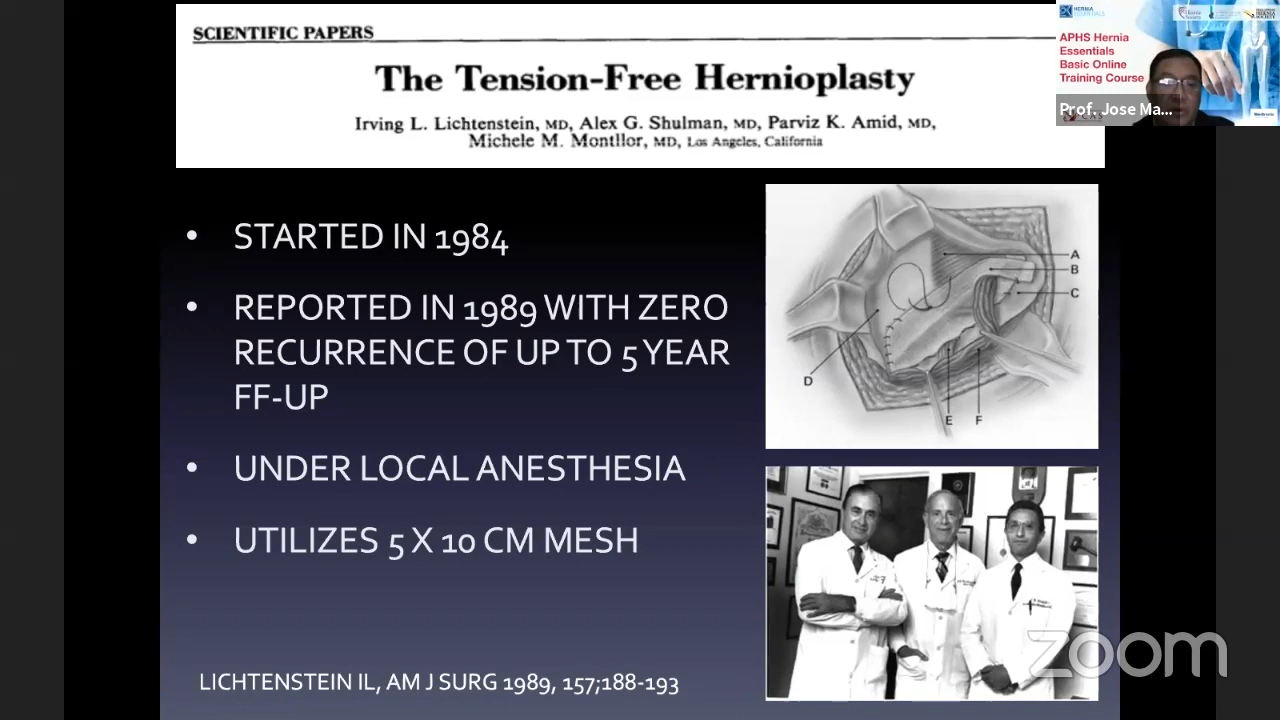 SCIENTIFIC PAPERS
The Tension-Free Hernioplasty
Irving L. Lichtenstein, MD, Alex G. Shulman, MD, Parviz K. Amid, MD,
Michele M. Montllor, MD, Los Angeles, California
HERNIA
ESSENTIALS
APHS Hernia
Essentials
Basic Online
Training Course
Prof. Jose Ma...
• STARTED IN 1984
• REPORTED IN 1989 WITH ZERO
RECURRENCE OF UP TO 5 YEAR
FF-UP
• UNDER LOCAL ANESTHESIA
• UTILIZES 5 X 10 CM MESH
A
B
C
D
E
F
LICHTENSTEIN IL, AM J SURG 1989, 157;188-193
zoom